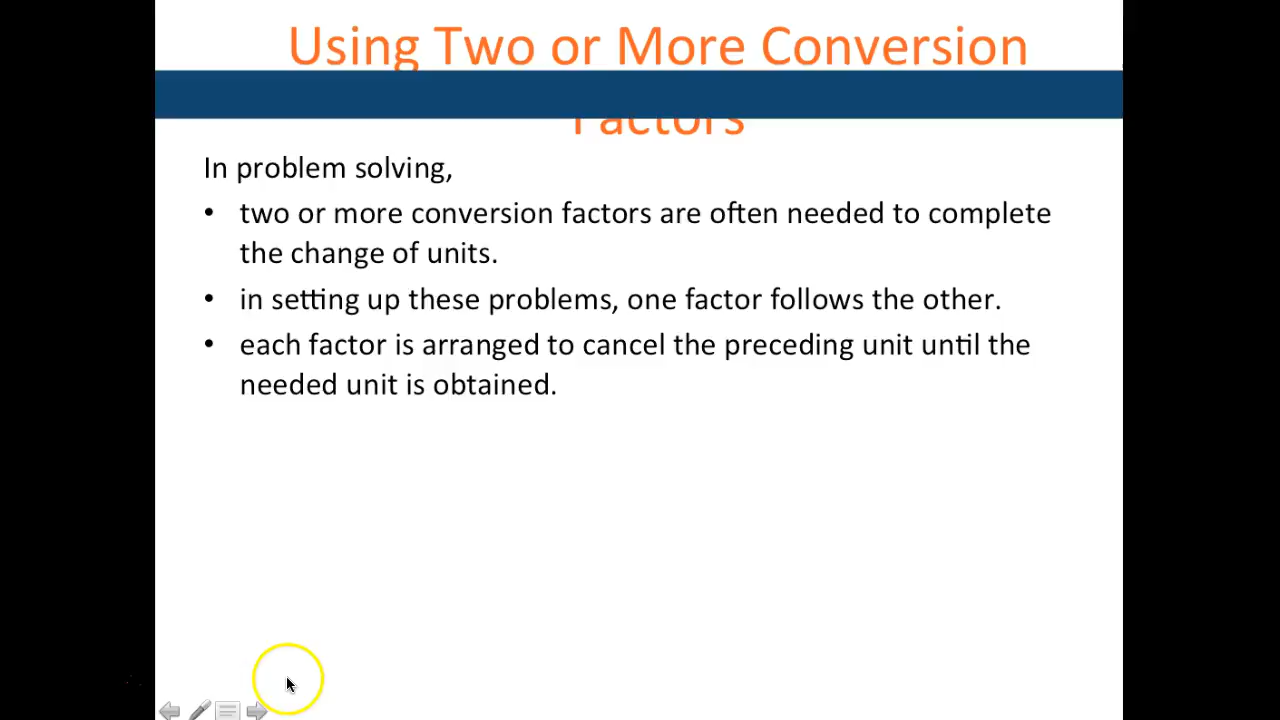 Using Two or More Conversion
Factors
In problem solving,
• two or more conversion factors are often needed to complete
the change of units.
• in setting up these problems, one factor follows the other.
• each factor is arranged to cancel the preceding unit until the
needed unit is obtained.